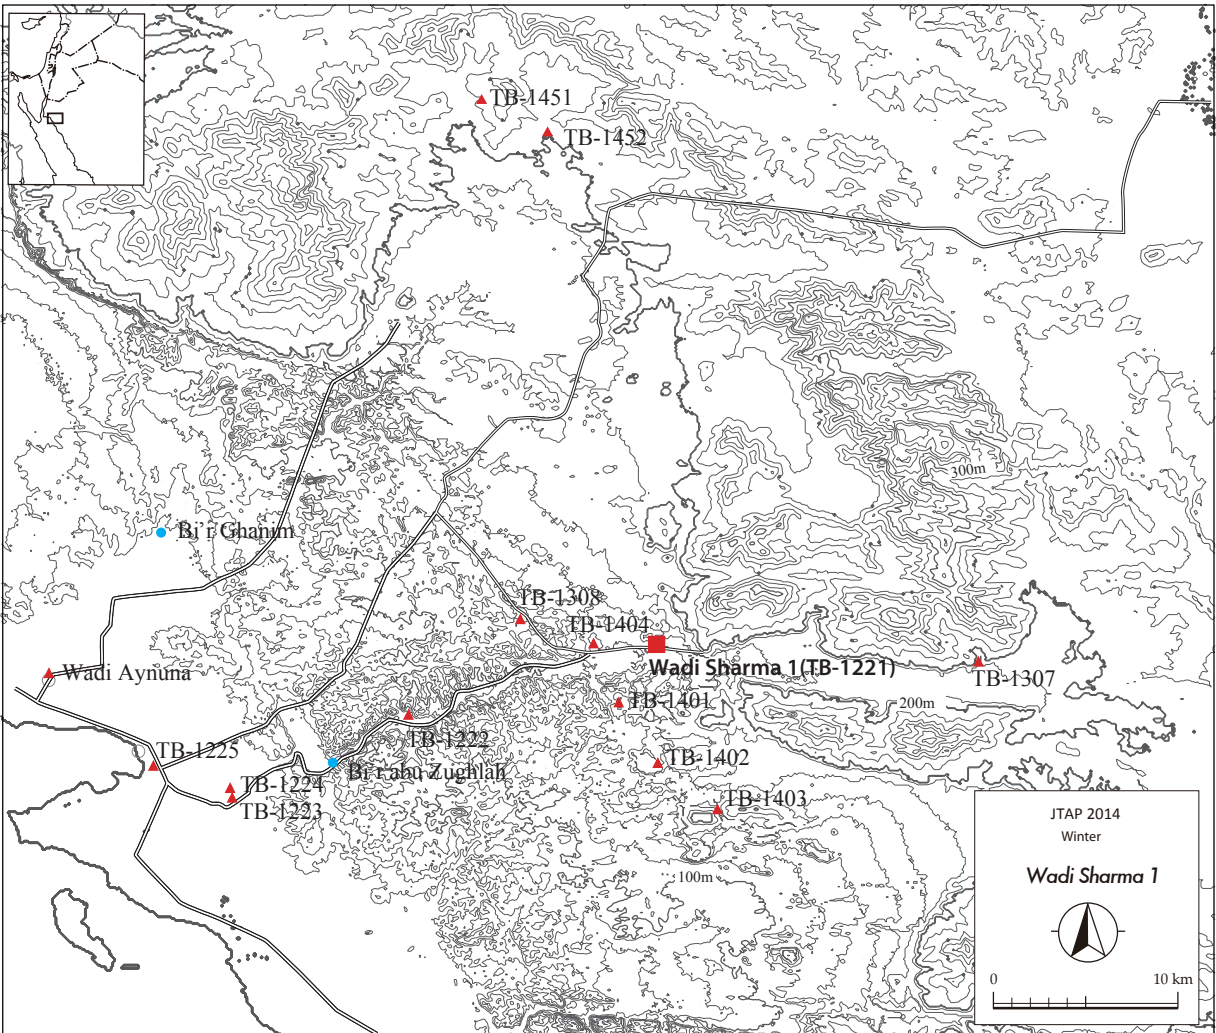 TB-1451
TB-1452
300m
Bi'r Ghanim
TB-1308
TB-1404
Wadi Sharma 1(TB-1221)
Wadi Aynuna
TB-1307
TB-1401
200m
TB-1222
TB-1225
Bi'r abu Zughlah
TB-1402
TB-1224
TB-1223
TB-1403
100m
JTAP 2014
Winter
Wadi Sharma 1
0 10 km